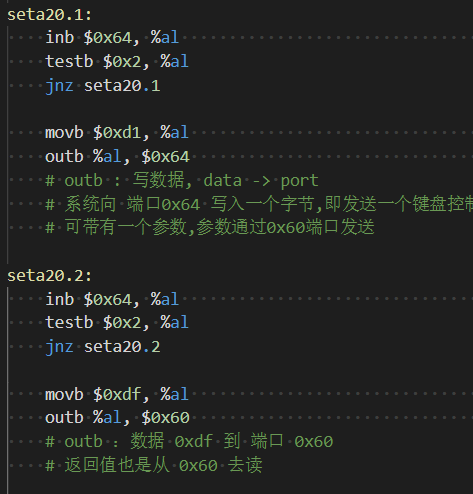 seta20.1:
inb $0x64, %al
testb $0x2, %al
jnz seta20.1
movb $0xd1, %al
outb %al, $0x64
# outb : 写数据, data -> port
# 系统向 端口0x64 写入一个字节,即发送一个键盘控制
# 可带有一个参数,参数通过0x60端口发送
seta20.2:
inb $0x64, %al
testb $0x2, %al
jnz seta20.2
movb $0xdf, %al
outb %al, $0x60
# outb : 数据 0xdf 到 端口 0x60
# 返回值也是从 0x60 去读